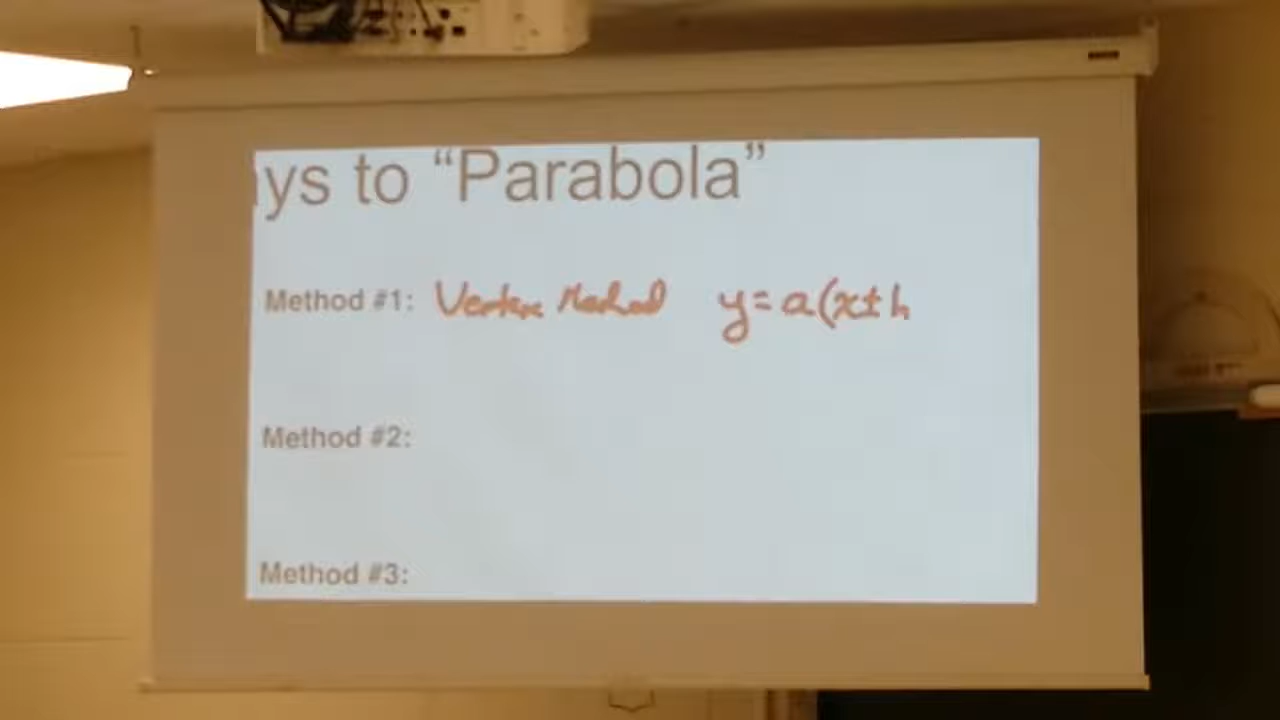 ys to “Parabola”
Method #1: Vertex Method y=a(x±h
Method #2:
Method #3: